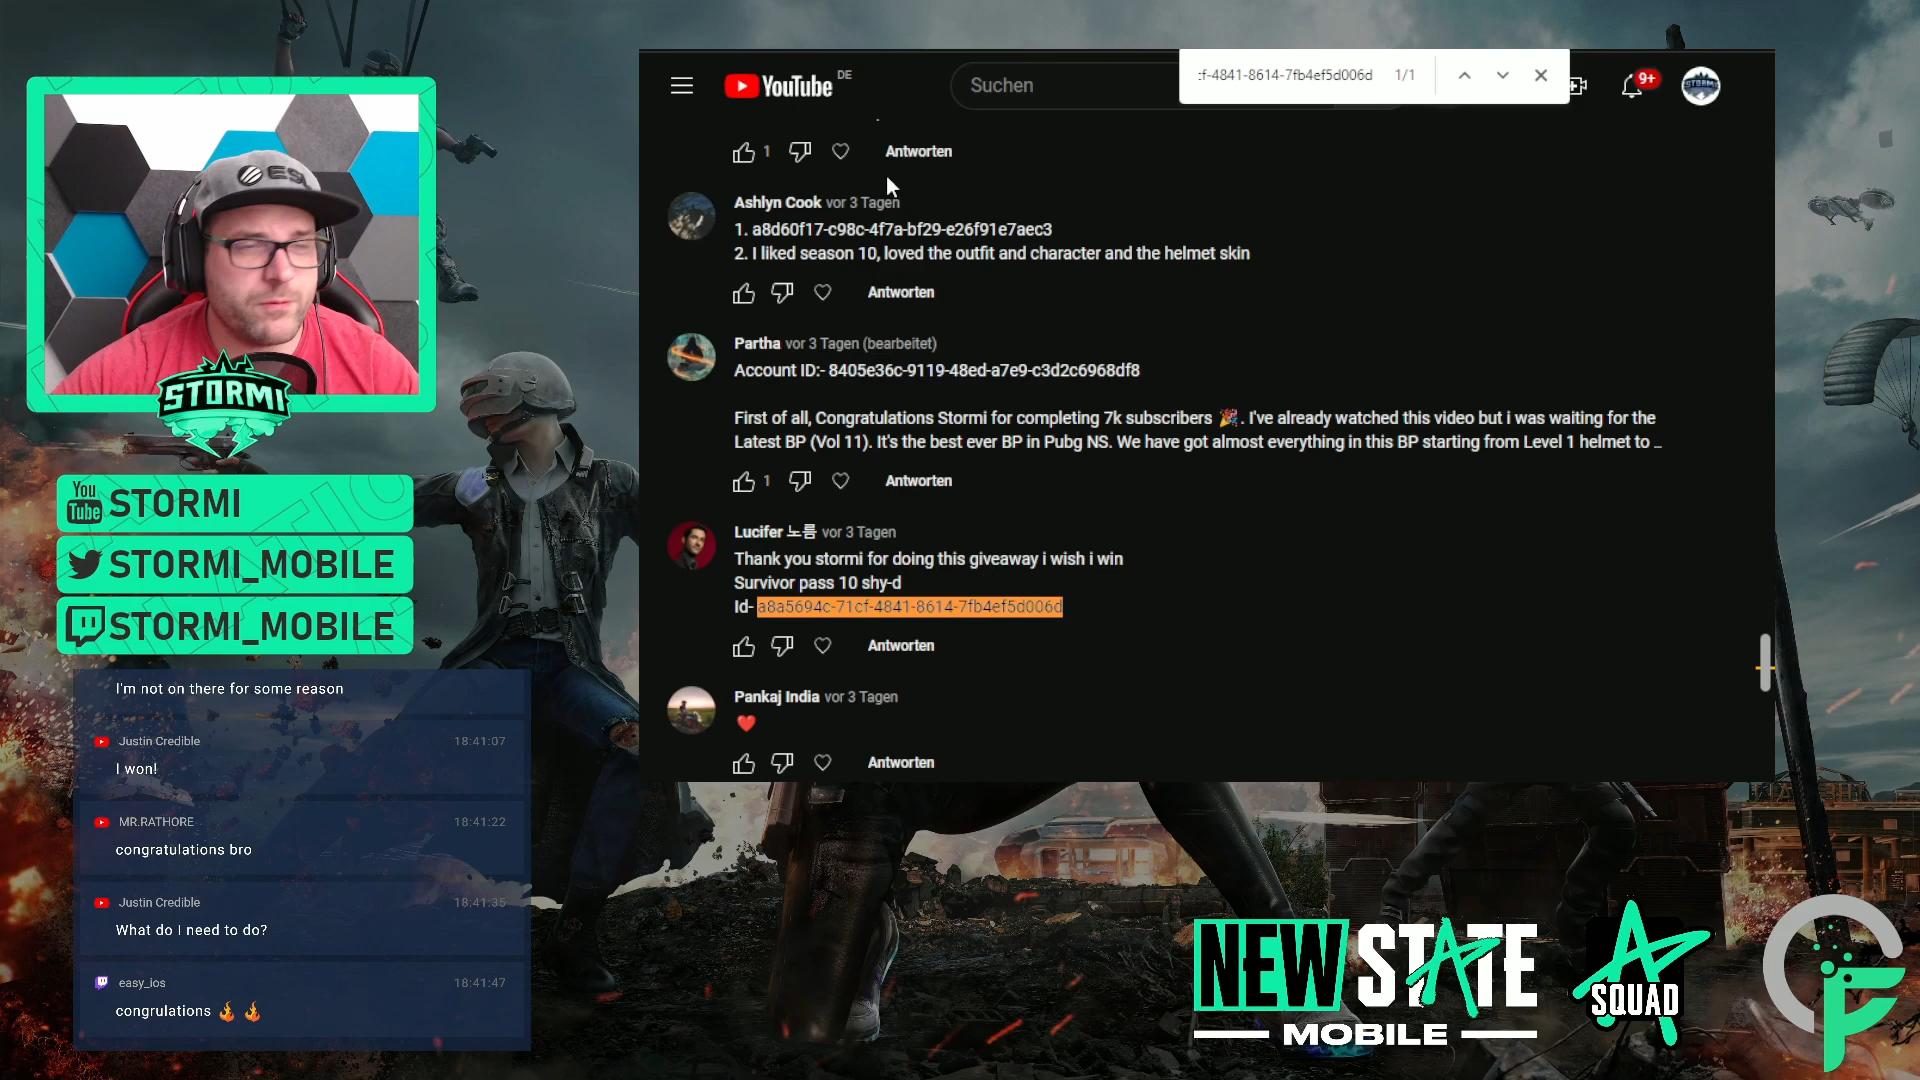 ESL
STORMI
You
Tube
STORMI
STORMI_MOBILE
STORMI_MOBILE
I'm not on there for some reason
Justin Credible 18:41:07
I won!
MR.RATHORE 18:41:22
congratulations bro
Justin Credible 18:41:35
What do I need to do?
easy_ios 18:41:47
congrulations 🔥 🔥
YouTube DE
Suchen
:f-4841-8614-7fb4ef5d006d 1/1
9+
STORMI
1 Antworten
Ashlyn Cook vor 3 Tagen
1. a8d60f17-c98c-4f7a-bf29-e26f91e7aec3
2. I liked season 10, loved the outfit and character and the helmet skin
Antworten
Partha vor 3 Tagen (bearbeitet)
Account ID:- 8405e36c-9119-48ed-a7e9-c3d2c6968df8
First of all, Congratulations Stormi for completing 7k subscribers 🎉. I've already watched this video but i was waiting for the
Latest BP (Vol 11). It's the best ever BP in Pubg NS. We have got almost everything in this BP starting from Level 1 helmet to ...
1 Antworten
Lucifer 노름 vor 3 Tagen
Thank you stormi for doing this giveaway i wish i win
Survivor pass 10 shy-d
Id- a8a5694c-71cf-4841-8614-7fb4ef5d006d
Antworten
Pankaj India vor 3 Tagen
❤️
Antworten
NEW STATE
MOBILE
A
SQUAD